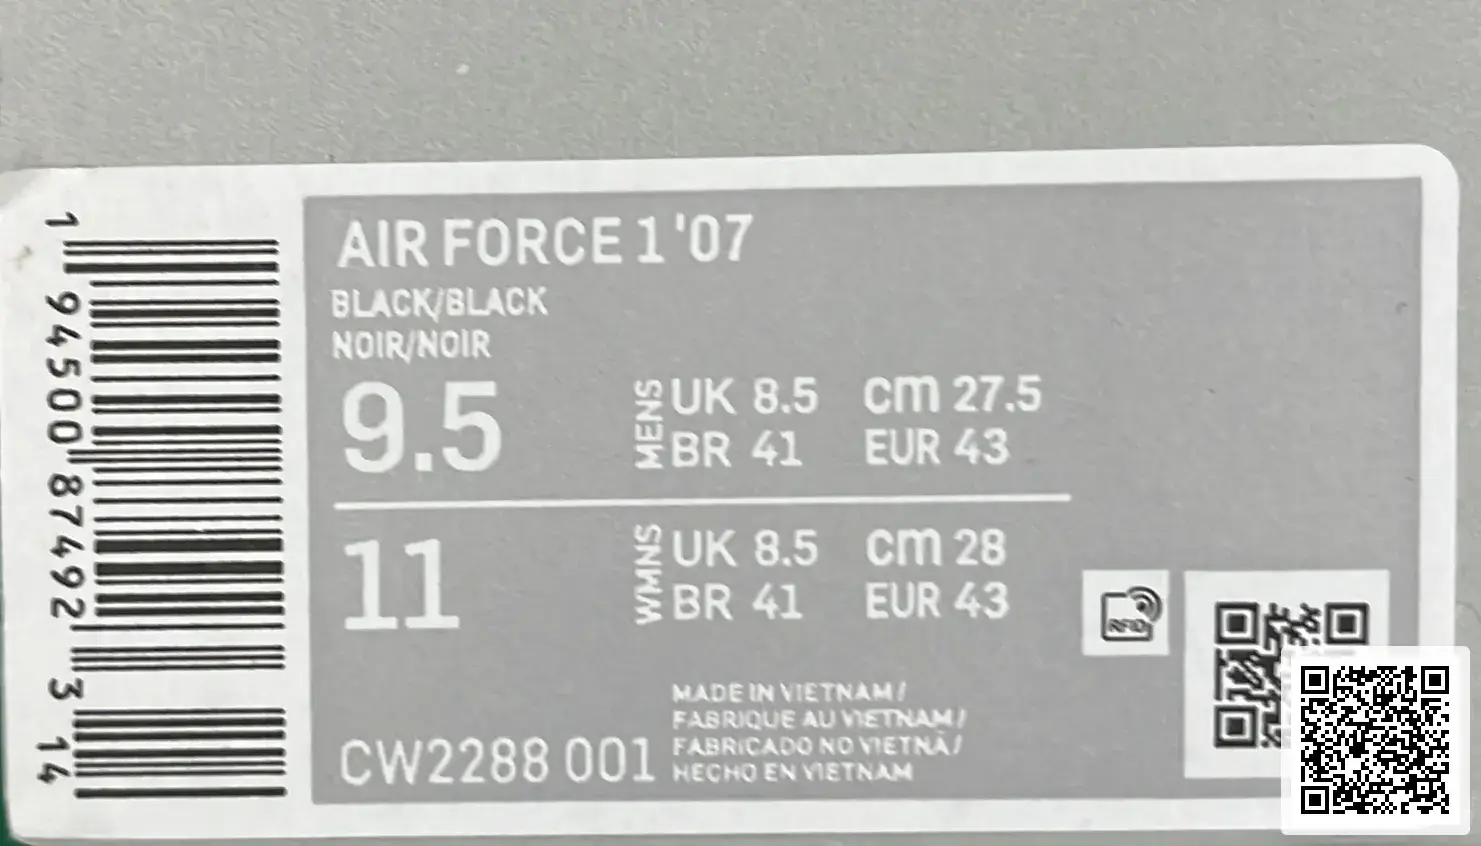 AIR FORCE 1 '07
BLACK/BLACK
NOIR/NOIR
9.5
MENS
UK 8.5 cm 27.5
BR 41 EUR 43
11
WMNS
UK 8.5 cm 28
BR 41 EUR 43
RFID
MADE IN VIETNAM /
FABRIQUE AU VIETNAM /
FABRICADO NO VIETNÃ /
HECHO EN VIETNAM
CW2288 001
1 94500 87492 3 14